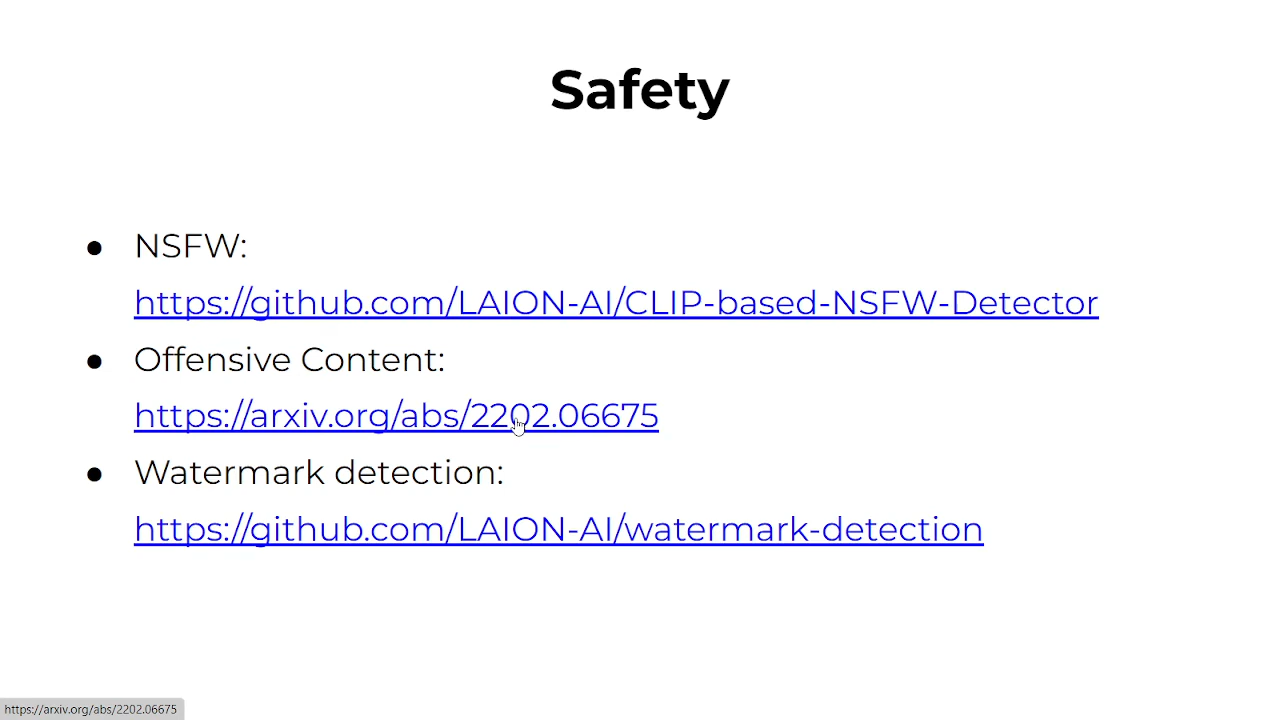 Safety
● NSFW:
https://github.com/LAION-AI/CLIP-based-NSFW-Detector
● Offensive Content:
https://arxiv.org/abs/2202.06675
● Watermark detection:
https://github.com/LAION-AI/watermark-detection
https://arxiv.org/abs/2202.06675